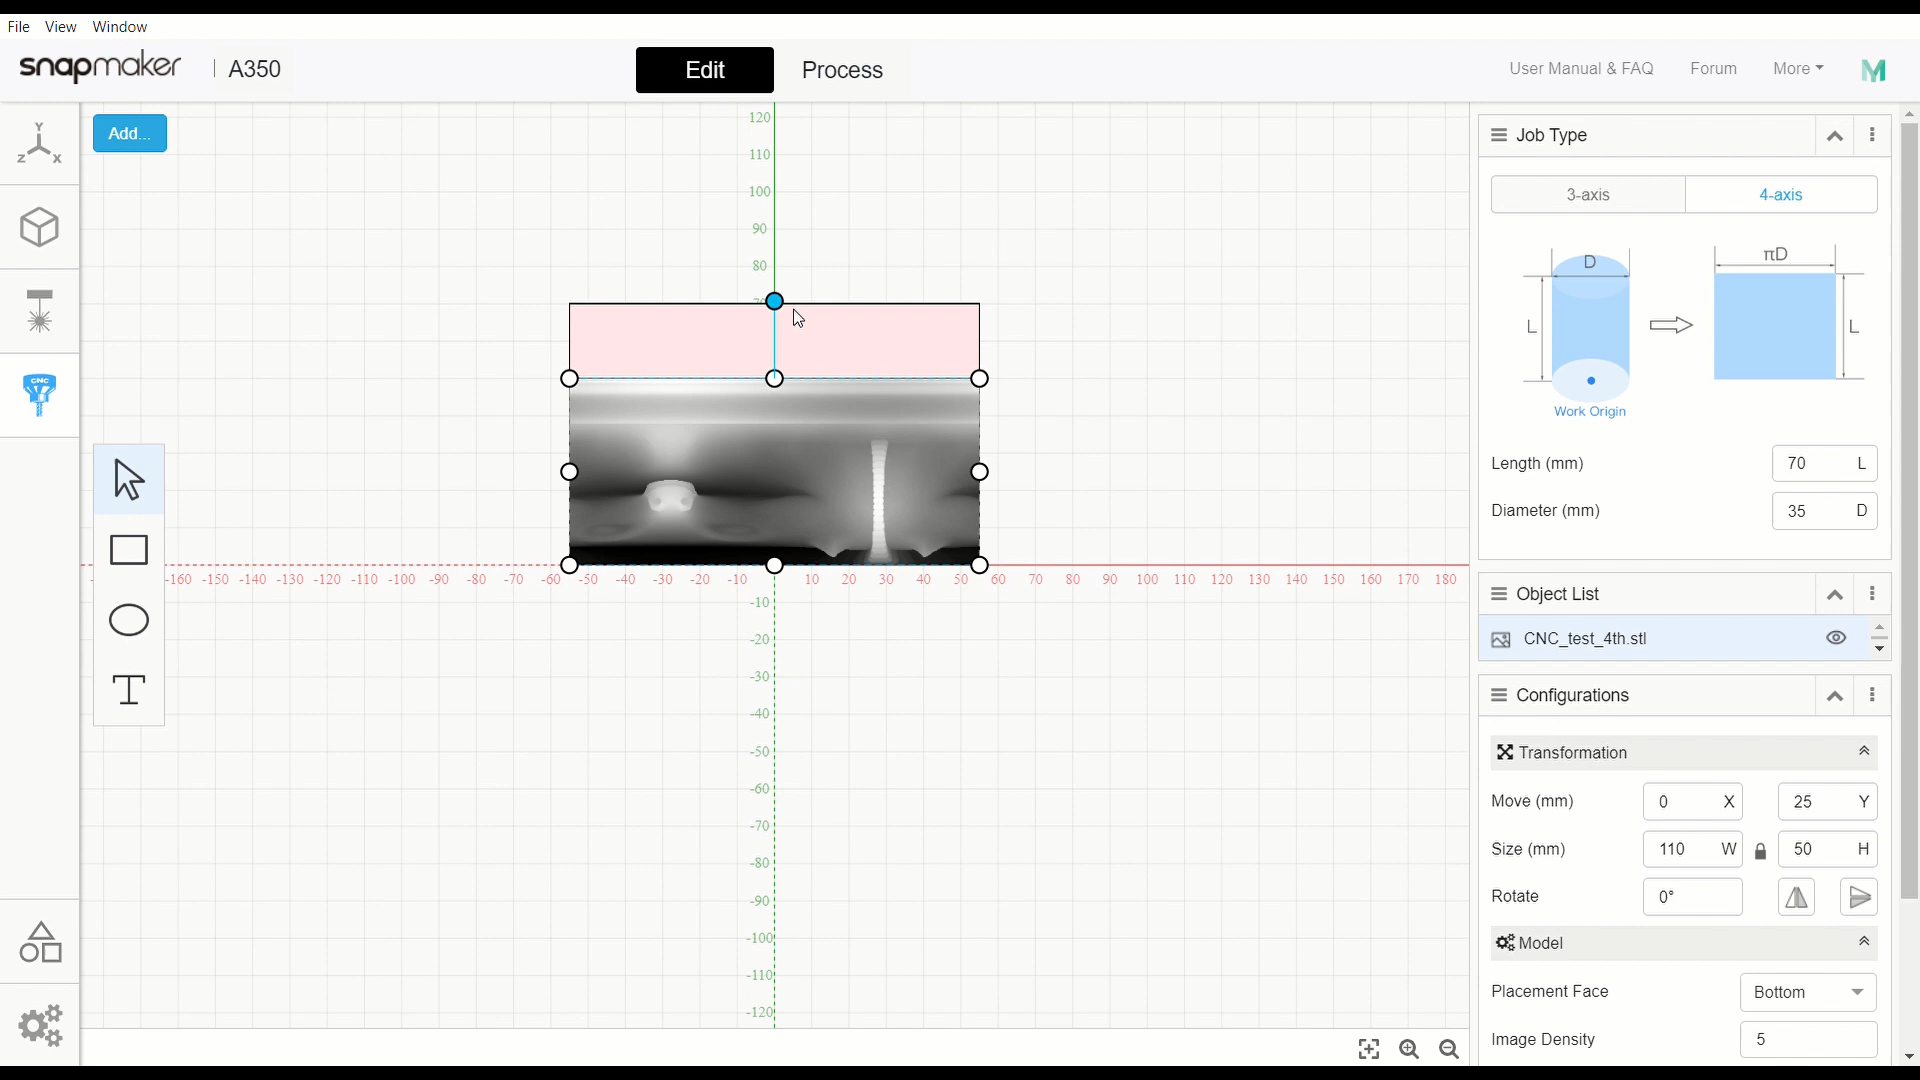 File View Window
snapmaker | A350
Edit Process
User Manual & FAQ Forum More
Add...
120
110
100
90
80
-160 -150 -140 -130 -120 -110 -100 -90 -80 -70 -60 -50 -40 -30 -20 -10 10 20 30 40 50 60 70 80 90 100 110 120 130 140 150 160 170 180
-10
-20
-30
-40
-50
-60
-70
-80
-90
-100
-110
-120
Y
Z X
CNC
T
Job Type
3-axis 4-axis
D πD
L L
Work Origin
Length (mm) 70 L
Diameter (mm) 35 D
Object List
CNC_test_4th.stl
Configurations
Transformation
Move (mm) 0 X 25 Y
Size (mm) 110 W 50 H
Rotate 0°
Model
Placement Face Bottom
Image Density 5